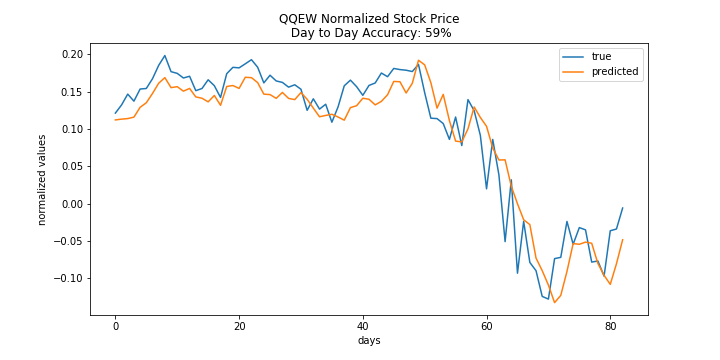 QQEW Normalized Stock Price
Day to Day Accuracy: 59%
true
predicted
normalized values
0.20
0.15
0.10
0.05
0.00
−0.05
−0.10
0
20
40
60
80
days